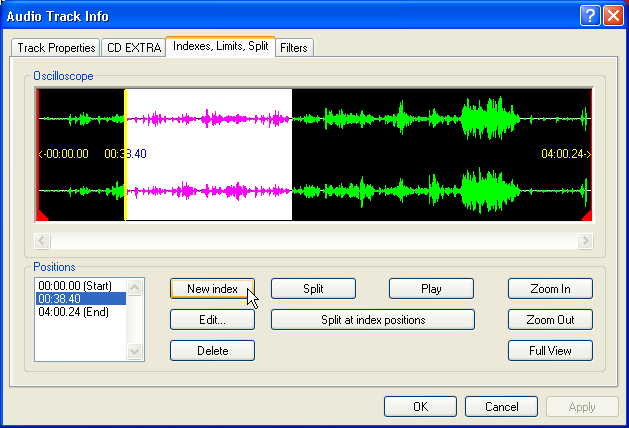 Audio Track Info
Track Properties CD EXTRA Indexes, Limits, Split Filters
Oscilloscope
<-00:00.00 00:38.40 04:00.24->
Positions
00:00.00 (Start)
00:38.40
04:00.24 (End)
New index Split Play Zoom In
Edit... Split at index positions Zoom Out
Delete Full View
OK Cancel Apply